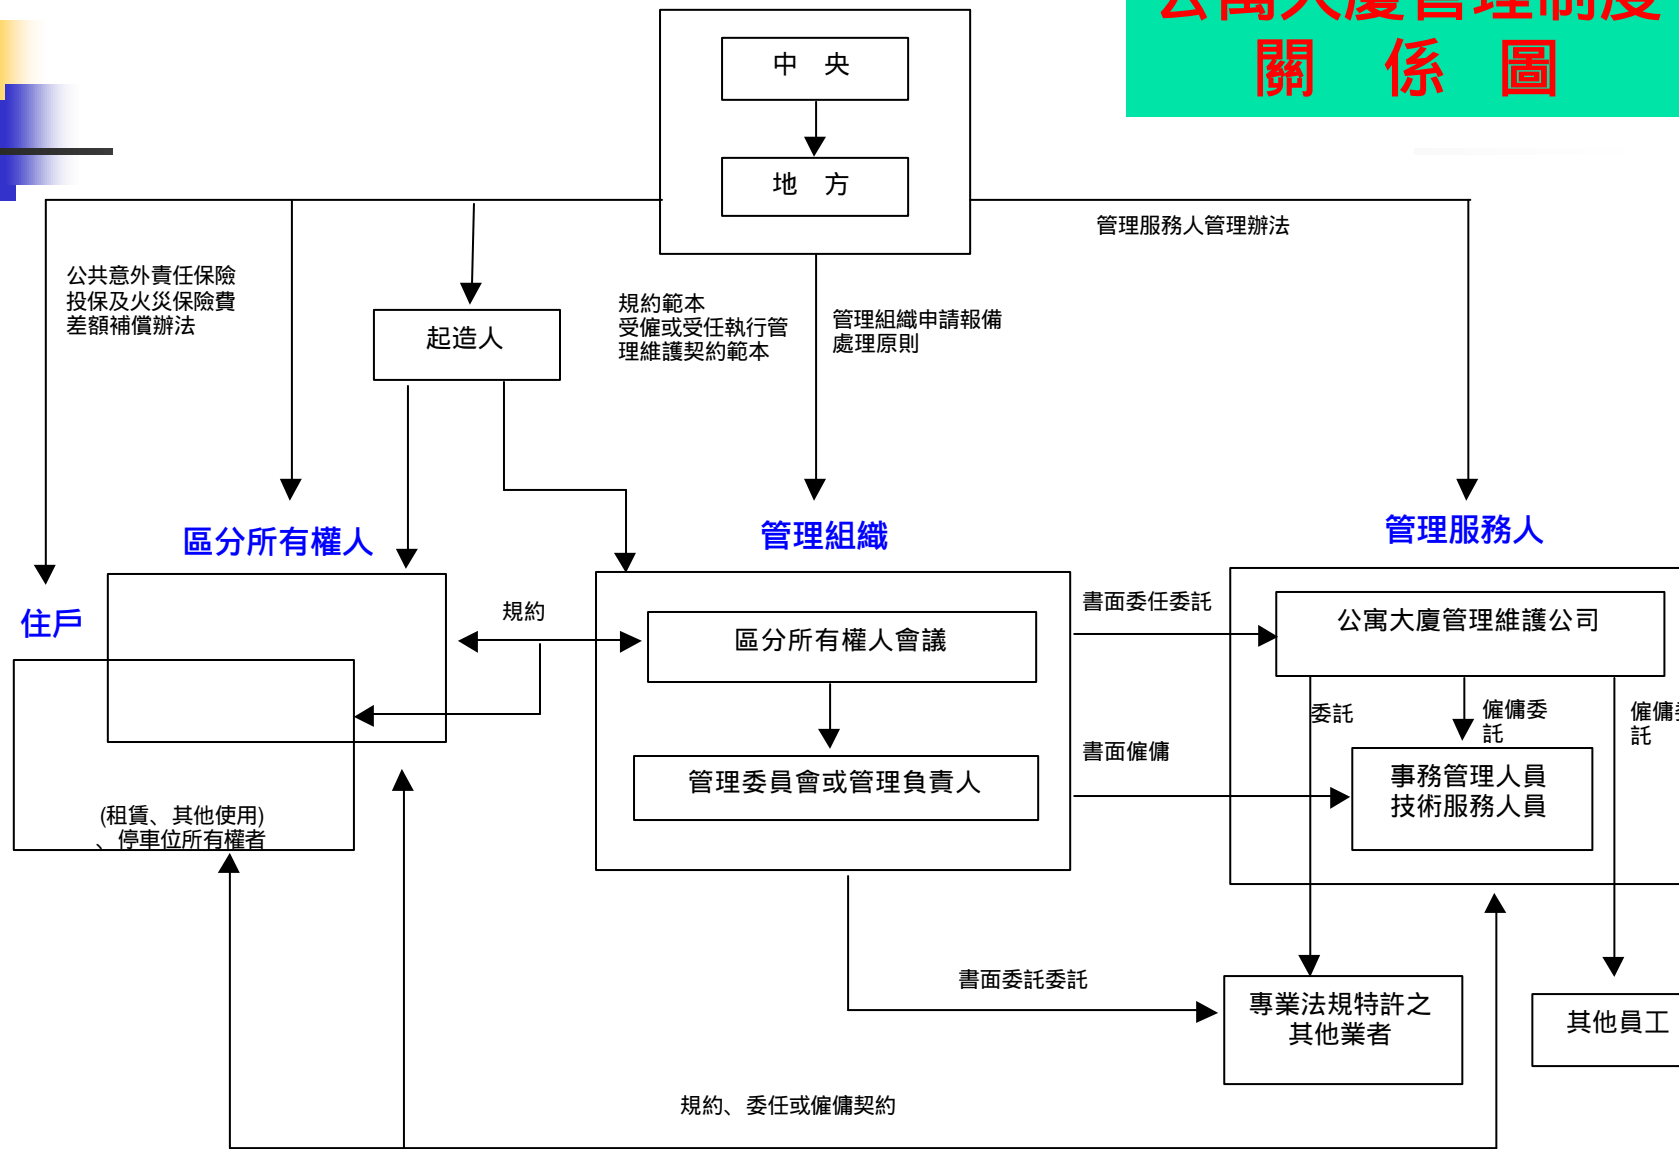 公寓大廈管理制度
關 係 圖
中 央
地 方
管理服務人管理辦法
公共意外責任保險
投保及火災保險費
差額補償辦法
起造人
規約範本
受僱或受任執行管
理維護契約範本
管理組織申請報備
處理原則
區分所有權人
管理組織
管理服務人
住戶
規約
區分所有權人會議
書面委任委託
公寓大廈管理維護公司
委託
僱傭委
託
僱傭委
託
管理委員會或管理負責人
書面僱傭
事務管理人員
技術服務人員
(租賃、其他使用)
、停車位所有權者
書面委託委託
專業法規特許之
其他業者
其他員工
規約、委任或僱傭契約